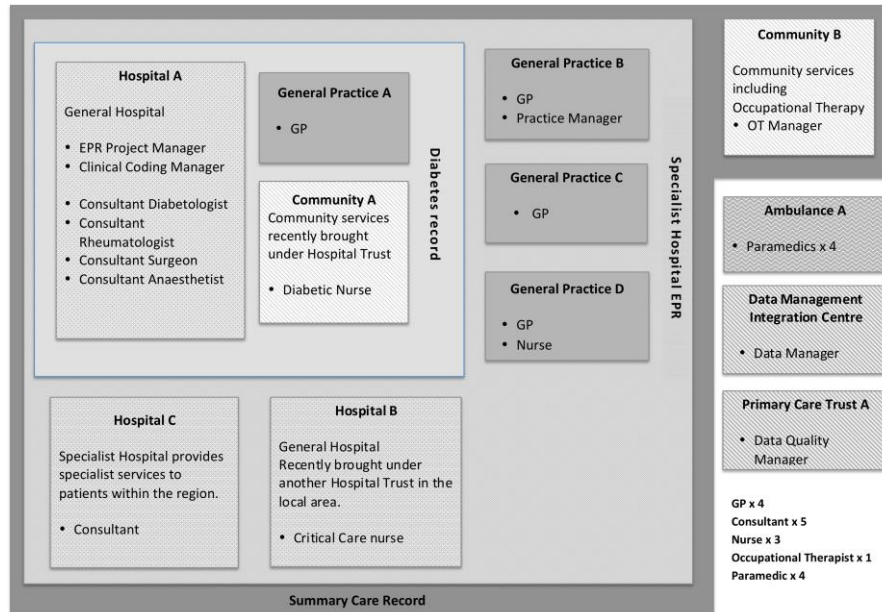 Hospital A
General Hospital
• EPR Project Manager
• Clinical Coding Manager
• Consultant Diabetologist
• Consultant
Rheumatologist
• Consultant Surgeon
• Consultant Anaesthetist
General Practice A
• GP
Community A
Community services
recently brought
under Hospital Trust
• Diabetic Nurse
Diabetes record
General Practice B
• GP
• Practice Manager
General Practice C
• GP
General Practice D
• GP
• Nurse
Specialist Hospital EPR
Hospital C
Specialist Hospital provides
specialist services to
patients within the region.
• Consultant
Hospital B
General Hospital
Recently brought under
another Hospital Trust in the
local area.
• Critical Care nurse
Summary Care Record
Community B
Community services
including
Occupational Therapy
• OT Manager
Ambulance A
• Paramedics x 4
Data Management
Integration Centre
• Data Manager
Primary Care Trust A
• Data Quality
Manager
GP x 4
Consultant x 5
Nurse x 3
Occupational Therapist x 1
Paramedic x 4